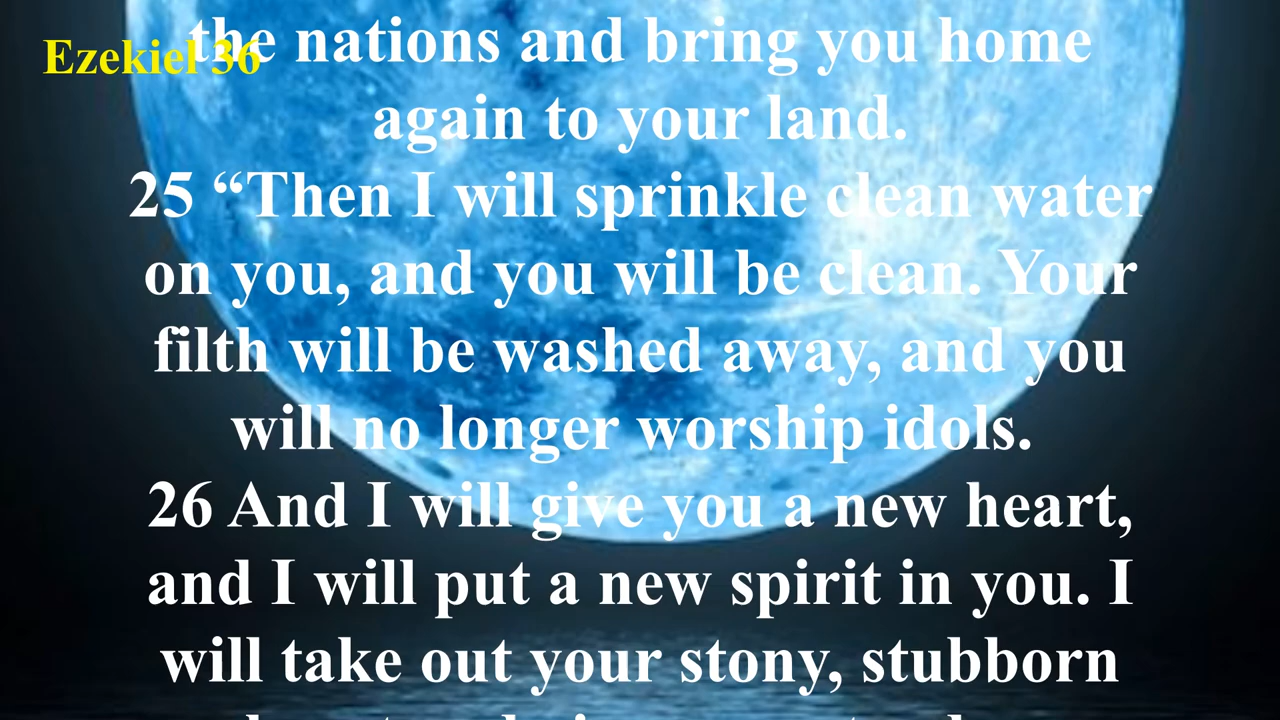 Ezekiel 36
the nations and bring you home
again to your land.
25 “Then I will sprinkle clean water
on you, and you will be clean. Your
filth will be washed away, and you
will no longer worship idols.
26 And I will give you a new heart,
and I will put a new spirit in you. I
will take out your stony, stubborn